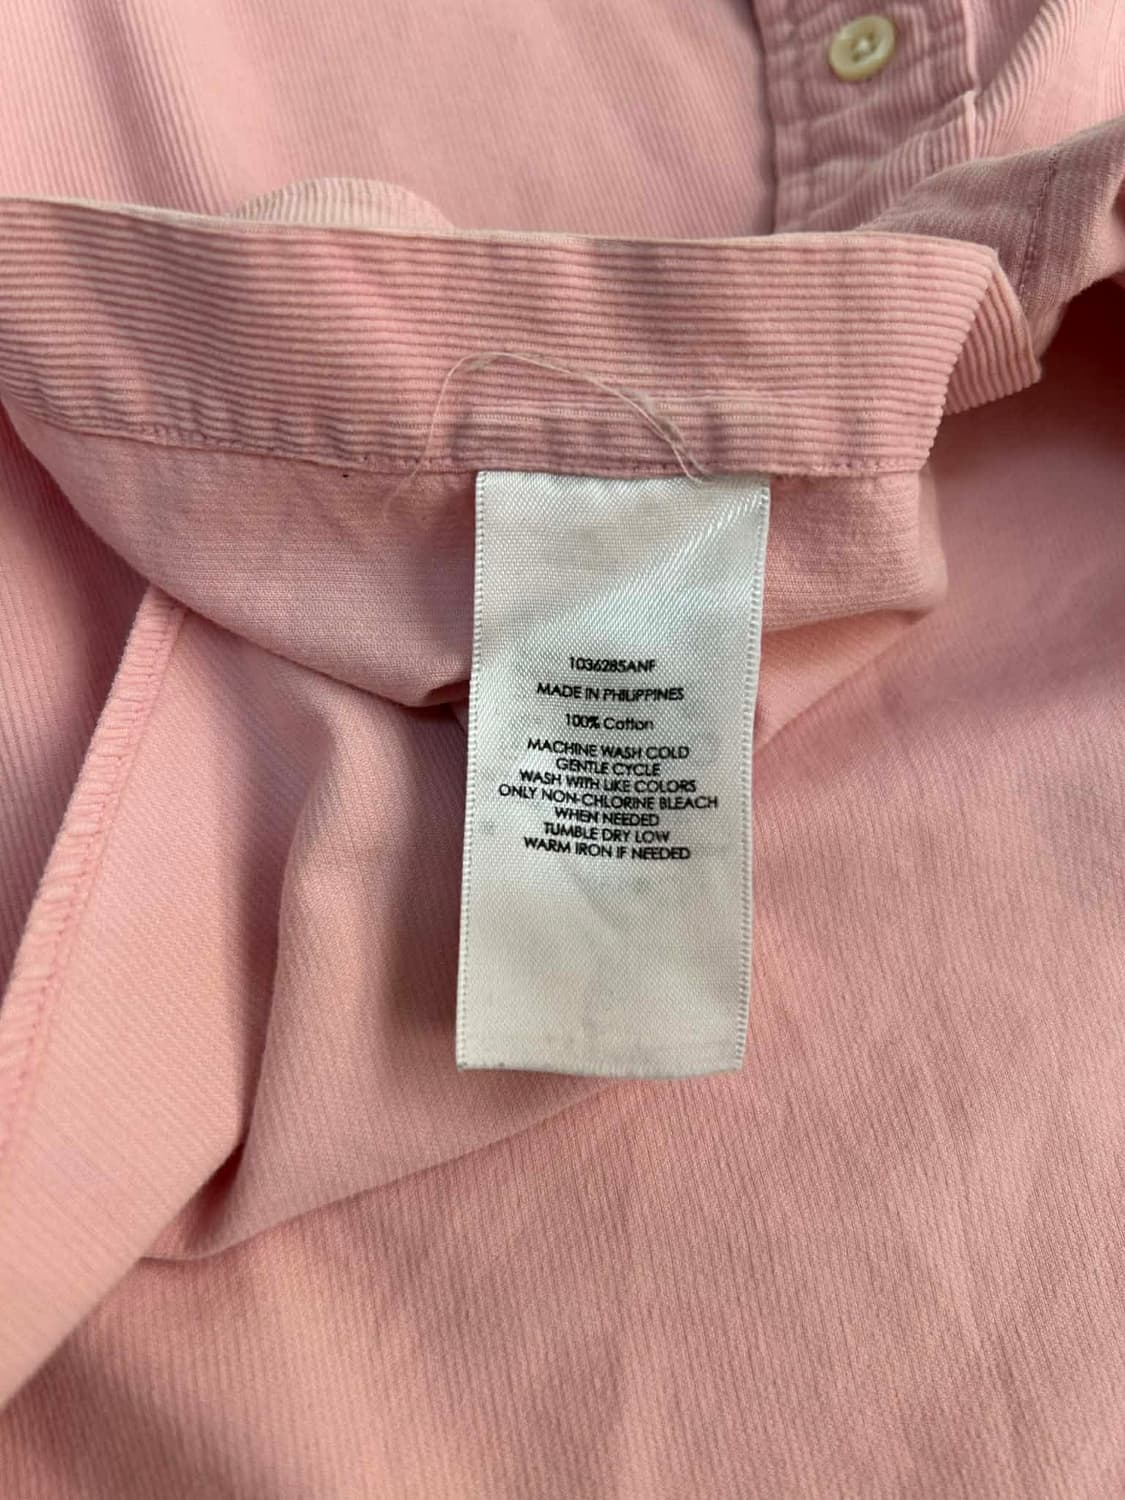 1036285ANF
MADE IN PHILIPPINES
100% Cotton
MACHINE WASH COLD
GENTLE CYCLE
WASH WITH LIKE COLORS
ONLY NON-CHLORINE BLEACH
WHEN NEEDED
TUMBLE DRY LOW
WARM IRON IF NEEDED